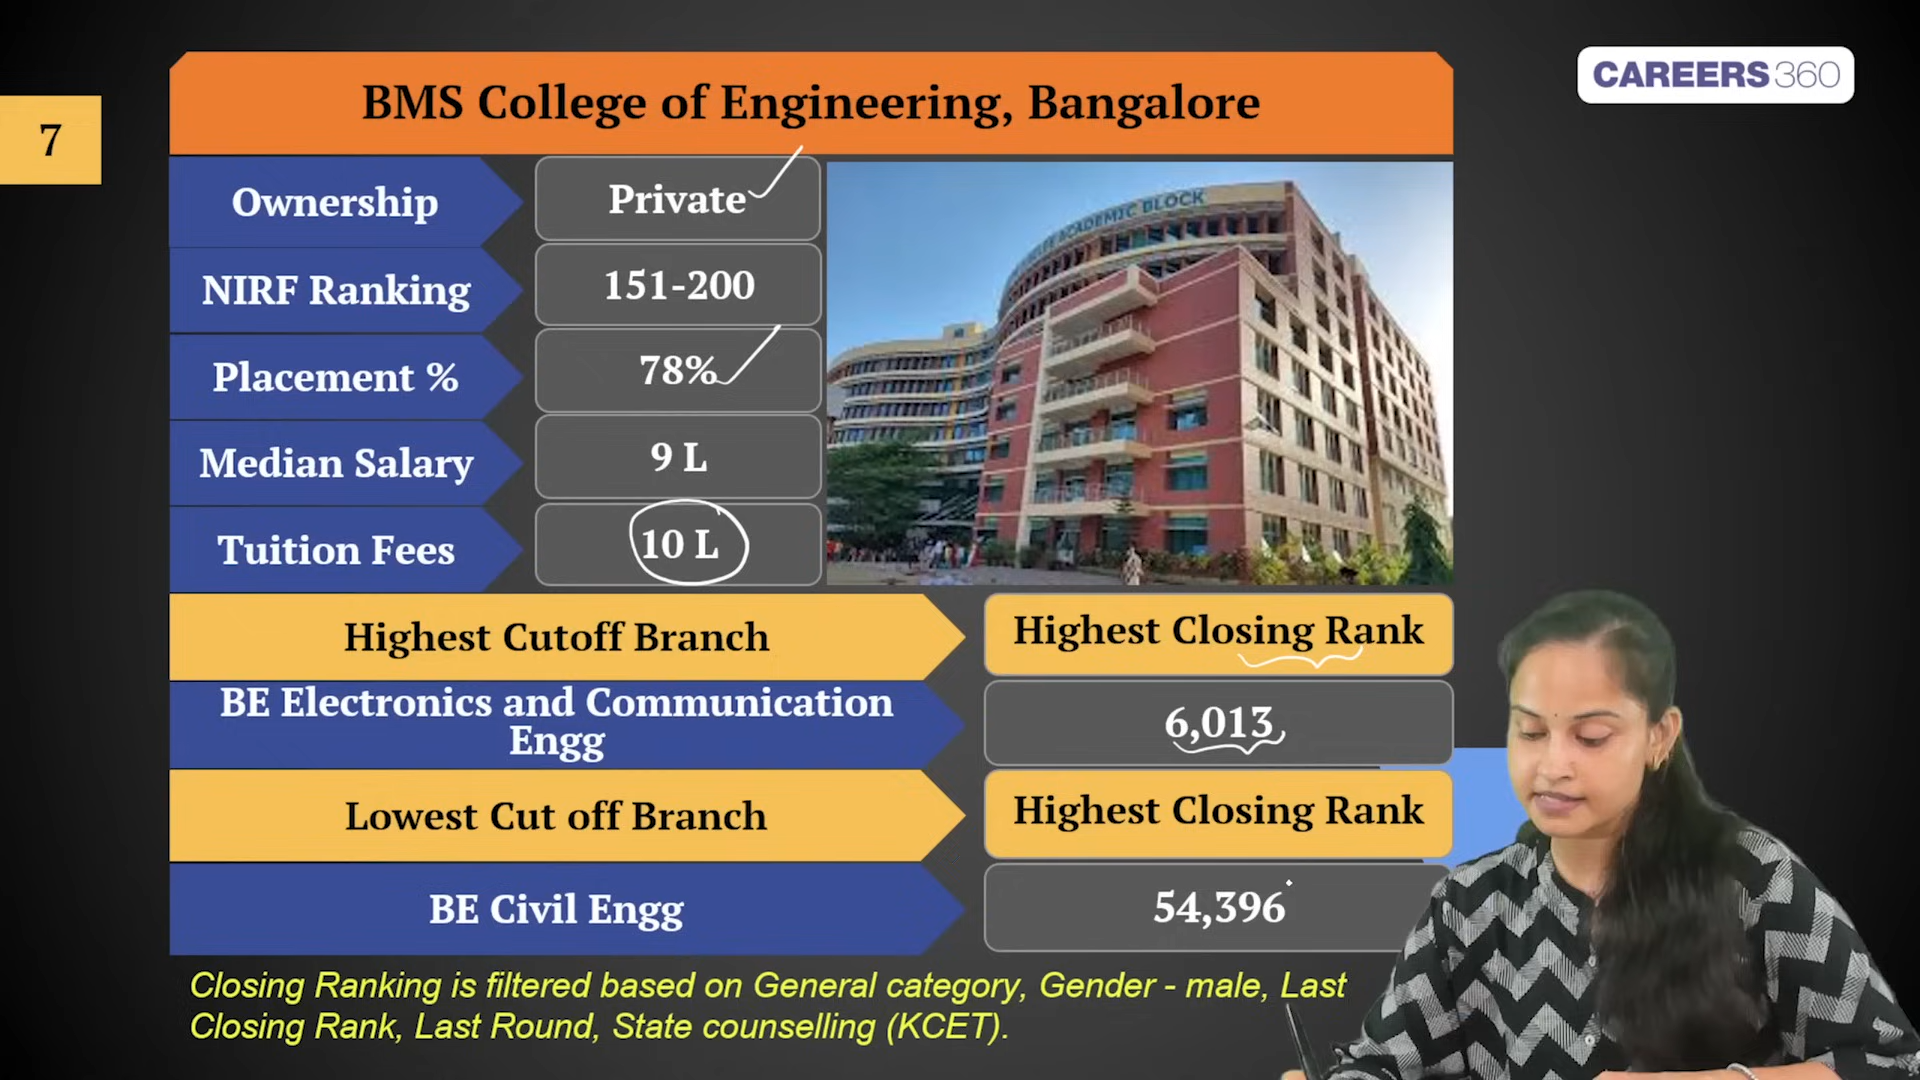 BMS College of Engineering, Bangalore
CAREERS360
7
Ownership
Private
NIRF Ranking
151-200
Placement %
78%
Median Salary
9 L
Tuition Fees
10 L
ACADEMIC BLOCK
Highest Cutoff Branch
Highest Closing Rank
BE Electronics and Communication
Engg
6,013
Lowest Cut off Branch
Highest Closing Rank
BE Civil Engg
54,396
Closing Ranking is filtered based on General category, Gender - male, Last
Closing Rank, Last Round, State counselling (KCET).